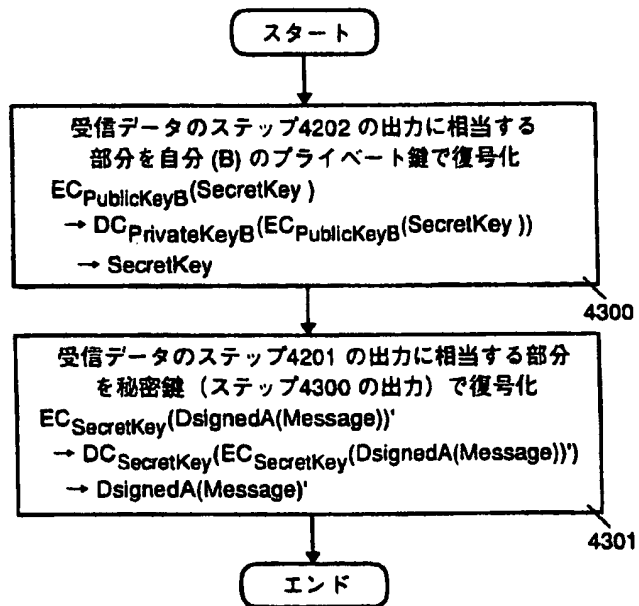 スタート
受信データのステップ4202 の出力に相当する
部分を自分 (B) のプライベート鍵で復号化
EC_PublicKeyB(SecretKey )
→ DC_PrivateKeyB(EC_PublicKeyB(SecretKey ))
→ SecretKey
4300
受信データのステップ4201 の出力に相当する部分
を秘密鍵（ステップ4300 の出力）で復号化
EC_SecretKey(DsignedA(Message))'
→ DC_SecretKey(EC_SecretKey(DsignedA(Message))')
→ DsignedA(Message)'
4301
エンド